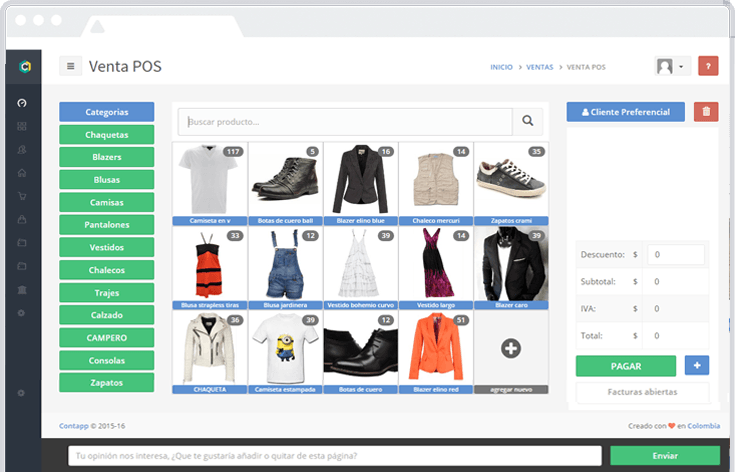 Venta POS
INICIO > VENTAS > VENTA POS
?
Categorias
Chaquetas
Blazers
Blusas
Camisas
Pantalones
Vestidos
Chalecos
Trajes
Calzado
CAMPERO
Consolas
Zapatos
Buscar producto...
117
5
16
14
35
Camiseta en v
Botas de cuero ball
Blazer elino blue
Chaleco mercuri
Zapatos cromi
33
12
39
14
39
Blusa strapless tiras
Blusa jardinera
Vestido bohemio curvo
Vestido largo
Blazer caro
36
39
12
51
CHAQUETA
Camiseta estampada
Botas de cuero
Blazer elino red
agregar nuevo
Cliente Preferencial
Descuento: $ 0
Subtotal: $ 0
IVA: $ 0
Total: $ 0
PAGAR
Facturas abiertas
Contapp © 2015-16
Creado con ❤ en Colombia
Tu opinión nos interesa, ¿Que te gustaría añadir o quitar de esta página?
Enviar